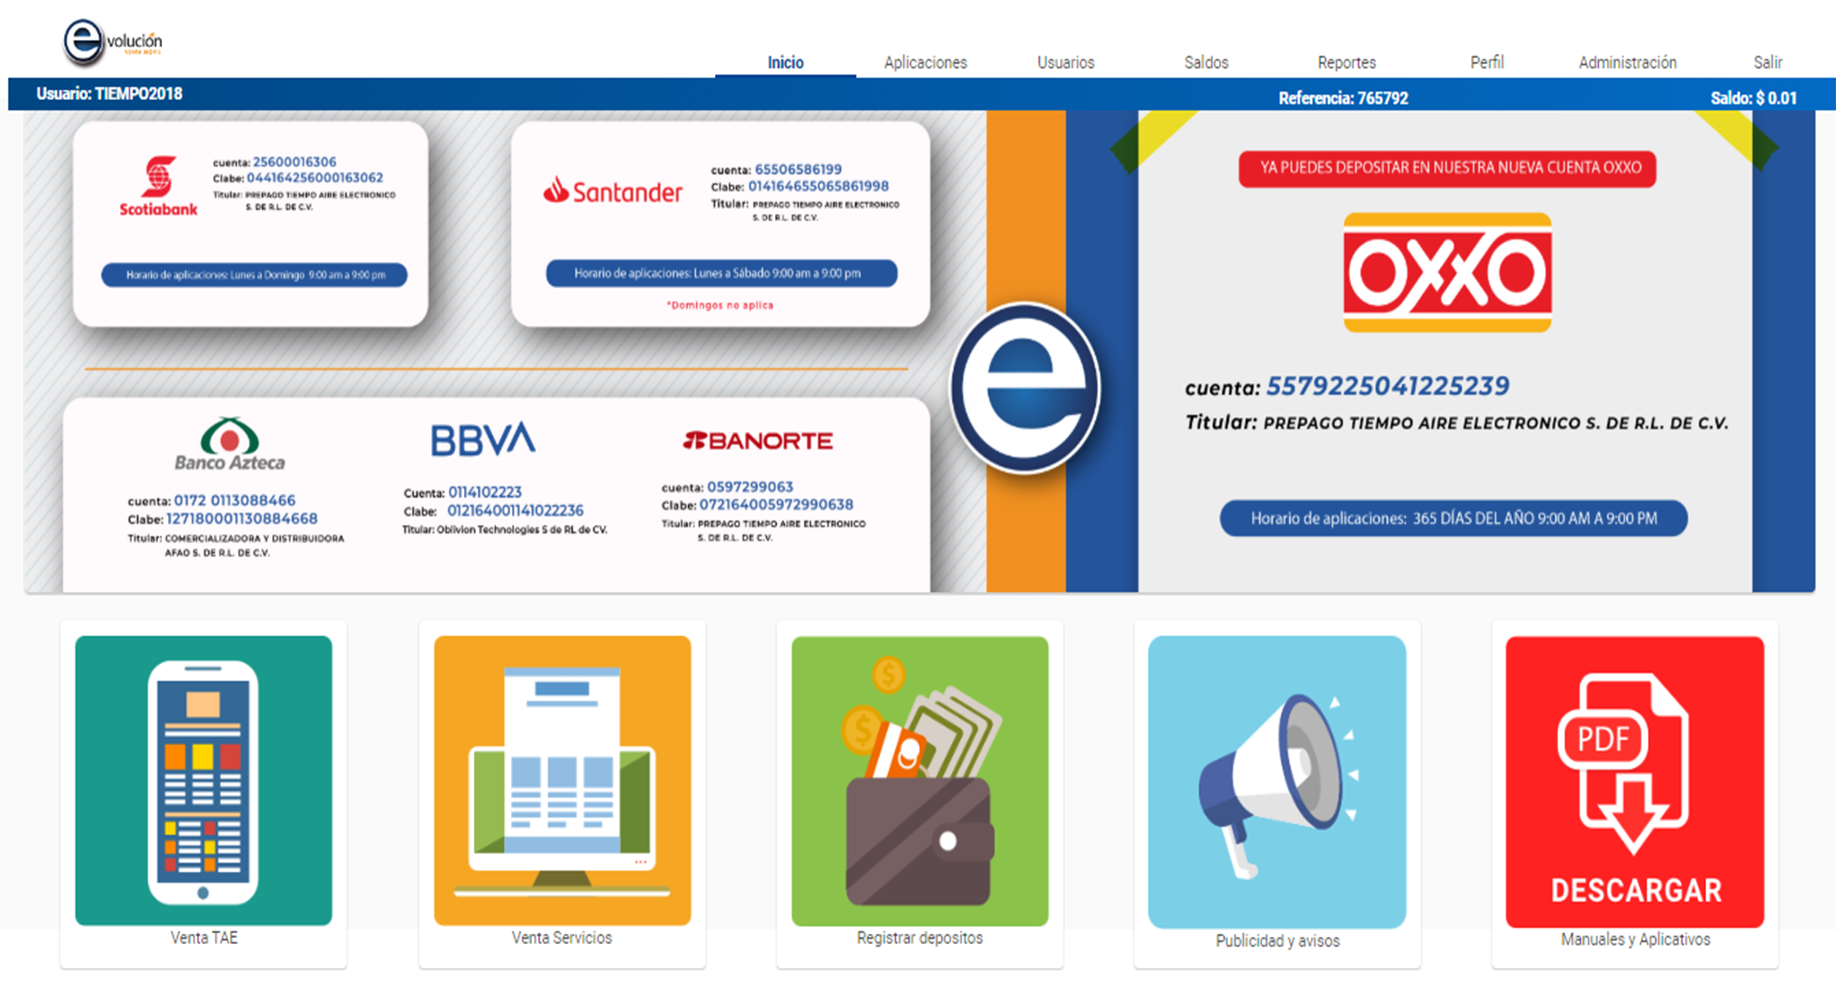 evolución
VENTA MÓVIL
Inicio
Aplicaciones
Usuarios
Saldos
Reportes
Perfil
Administración
Salir
Usuario: TIEMPO2018
Referencia: 765792
Saldo: $ 0.01
Scotiabank
cuenta: 25600016306
Clabe: 044164256000163062
Titular: PREPAGO TIEMPO AIRE ELECTRONICO
S. DE R.L. DE C.V.
Horario de aplicaciones: Lunes a Domingo 9:00 am a 9:00 pm
Santander
cuenta: 65506586199
Clabe: 014164655065861998
Titular: PREPAGO TIEMPO AIRE ELECTRONICO
S. DE R.L. DE C.V.
Horario de aplicaciones: Lunes a Sábado 9:00 am a 9:00 pm
*Domingos no aplica
Banco Azteca
cuenta: 0172 0113088466
Clabe: 127180001130884668
Titular: COMERCIALIZADORA Y DISTRIBUIDORA
AFAO S. DE R.L. DE C.V.
BBVA
Cuenta: 0114102223
Clabe: 012164001141022236
Titular: Oblivion Technologies S de RL de CV.
BANORTE
cuenta: 0597299063
Clabe: 072164005972990638
Titular: PREPAGO TIEMPO AIRE ELECTRONICO
S. DE R.L. DE C.V.
e
YA PUEDES DEPOSITAR EN NUESTRA NUEVA CUENTA OXXO
OXXO
cuenta: 5579225041225239
Titular: PREPAGO TIEMPO AIRE ELECTRONICO S. DE R.L. DE C.V.
Horario de aplicaciones: 365 DÍAS DEL AÑO 9:00 AM A 9:00 PM
$
$
PDF
DESCARGAR
Venta TAE
Venta Servicios
Registrar depositos
Publicidad y avisos
Manuales y Aplicativos